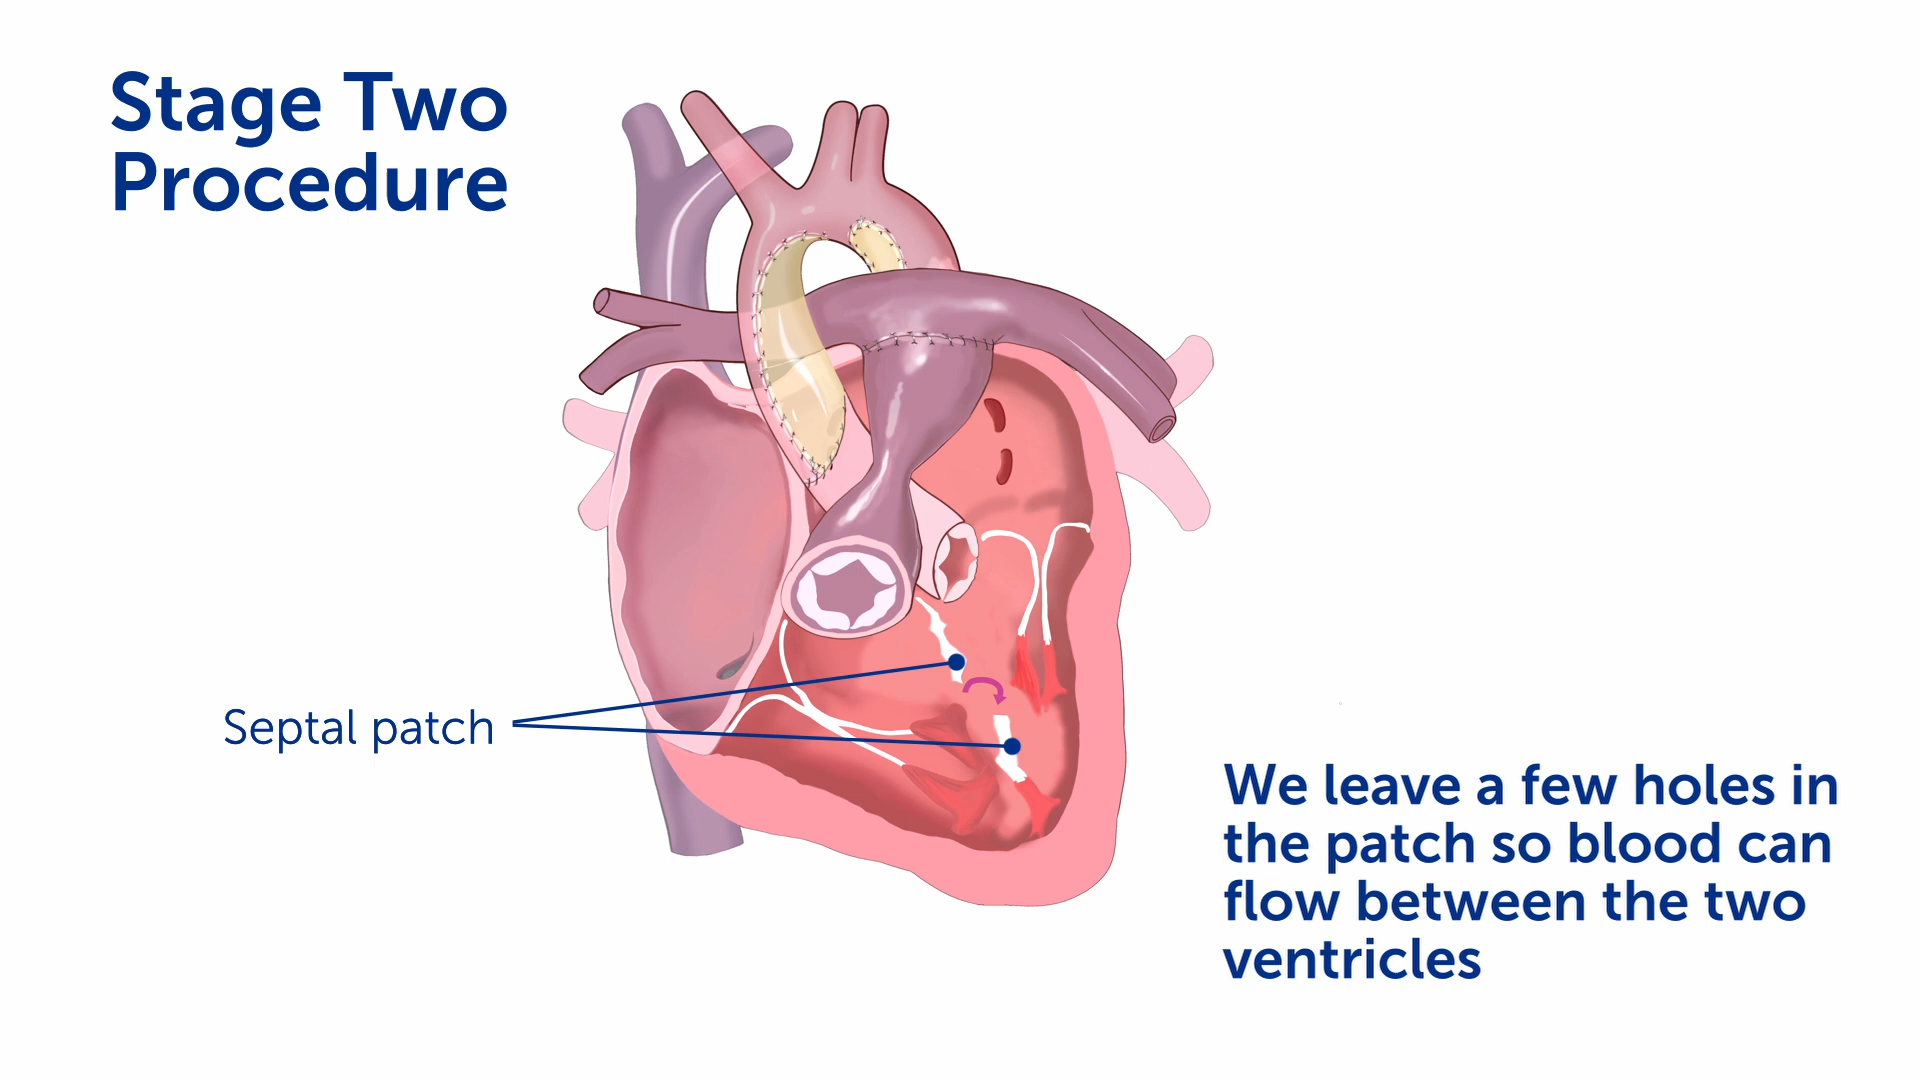 Stage Two
Procedure
Septal patch
We leave a few holes in
the patch so blood can
flow between the two
ventricles